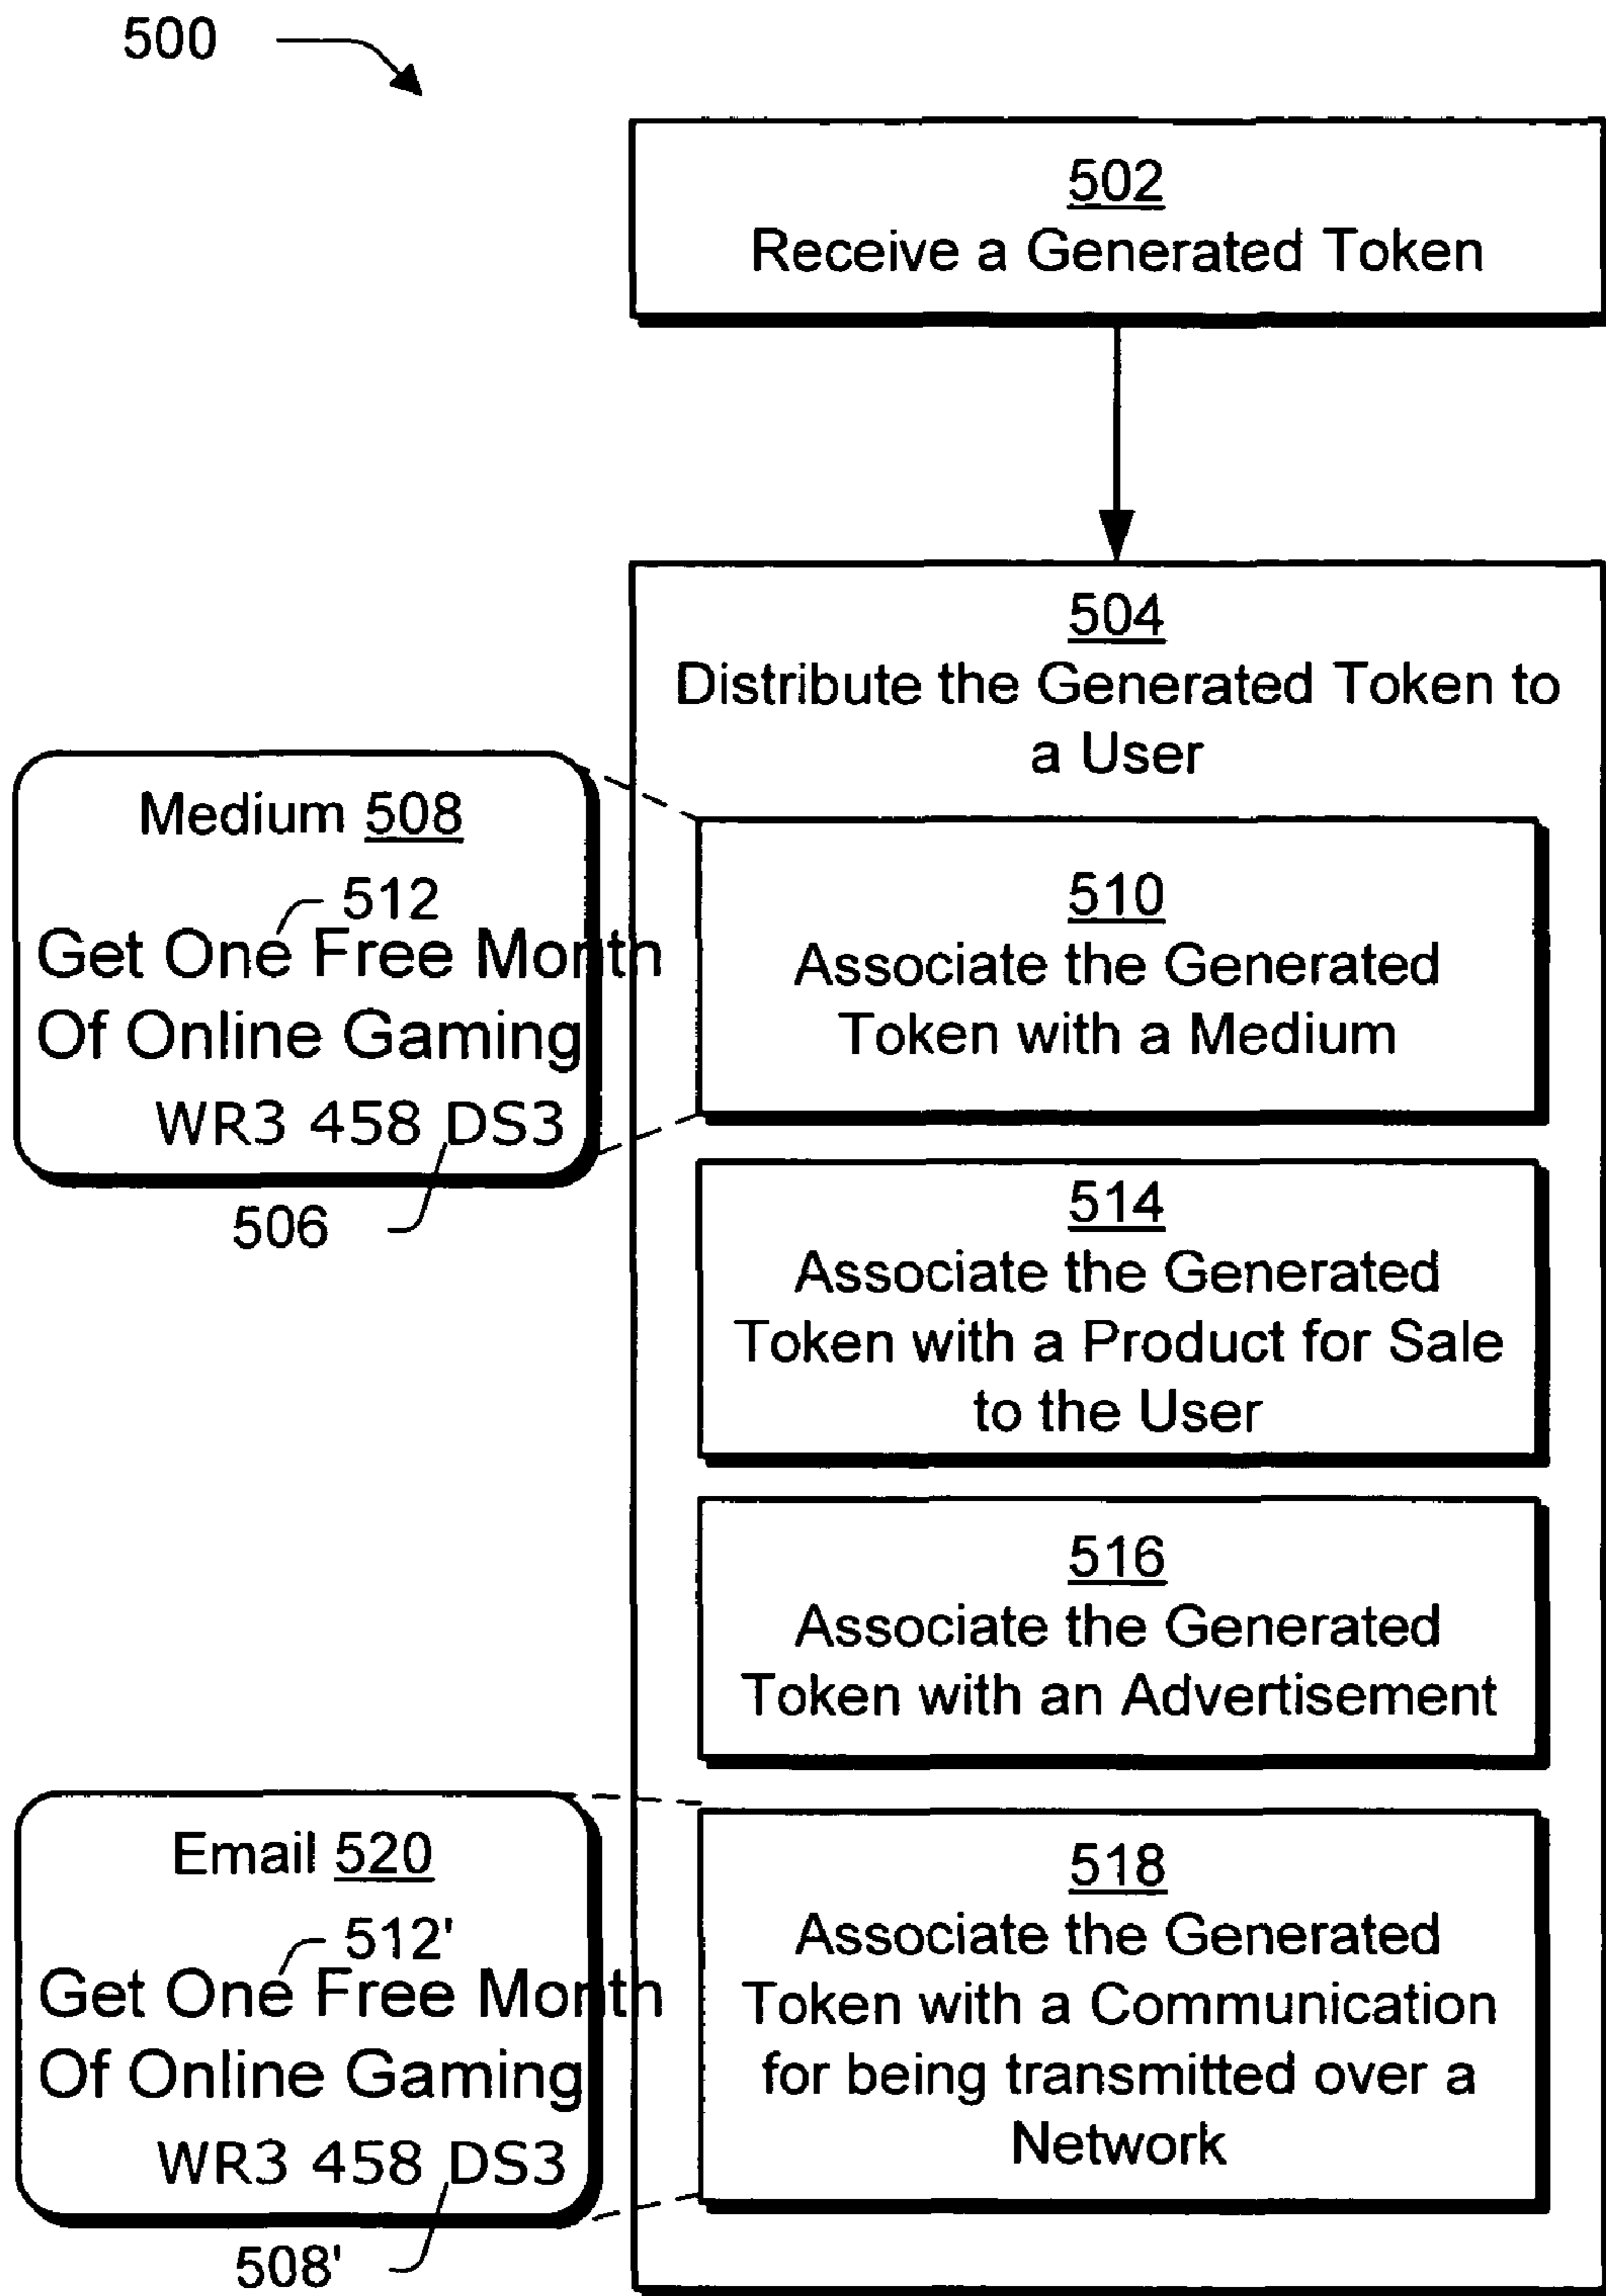 500
502
Receive a Generated Token
504
Distribute the Generated Token to
a User
Medium 508
512
Get One Free Month
Of Online Gaming
WR3 458 DS3
506
510
Associate the Generated
Token with a Medium
514
Associate the Generated
Token with a Product for Sale
to the User
516
Associate the Generated
Token with an Advertisement
Email 520
512'
Get One Free Month
Of Online Gaming
WR3 458 DS3
508'
518
Associate the Generated
Token with a Communication
for being transmitted over a
Network